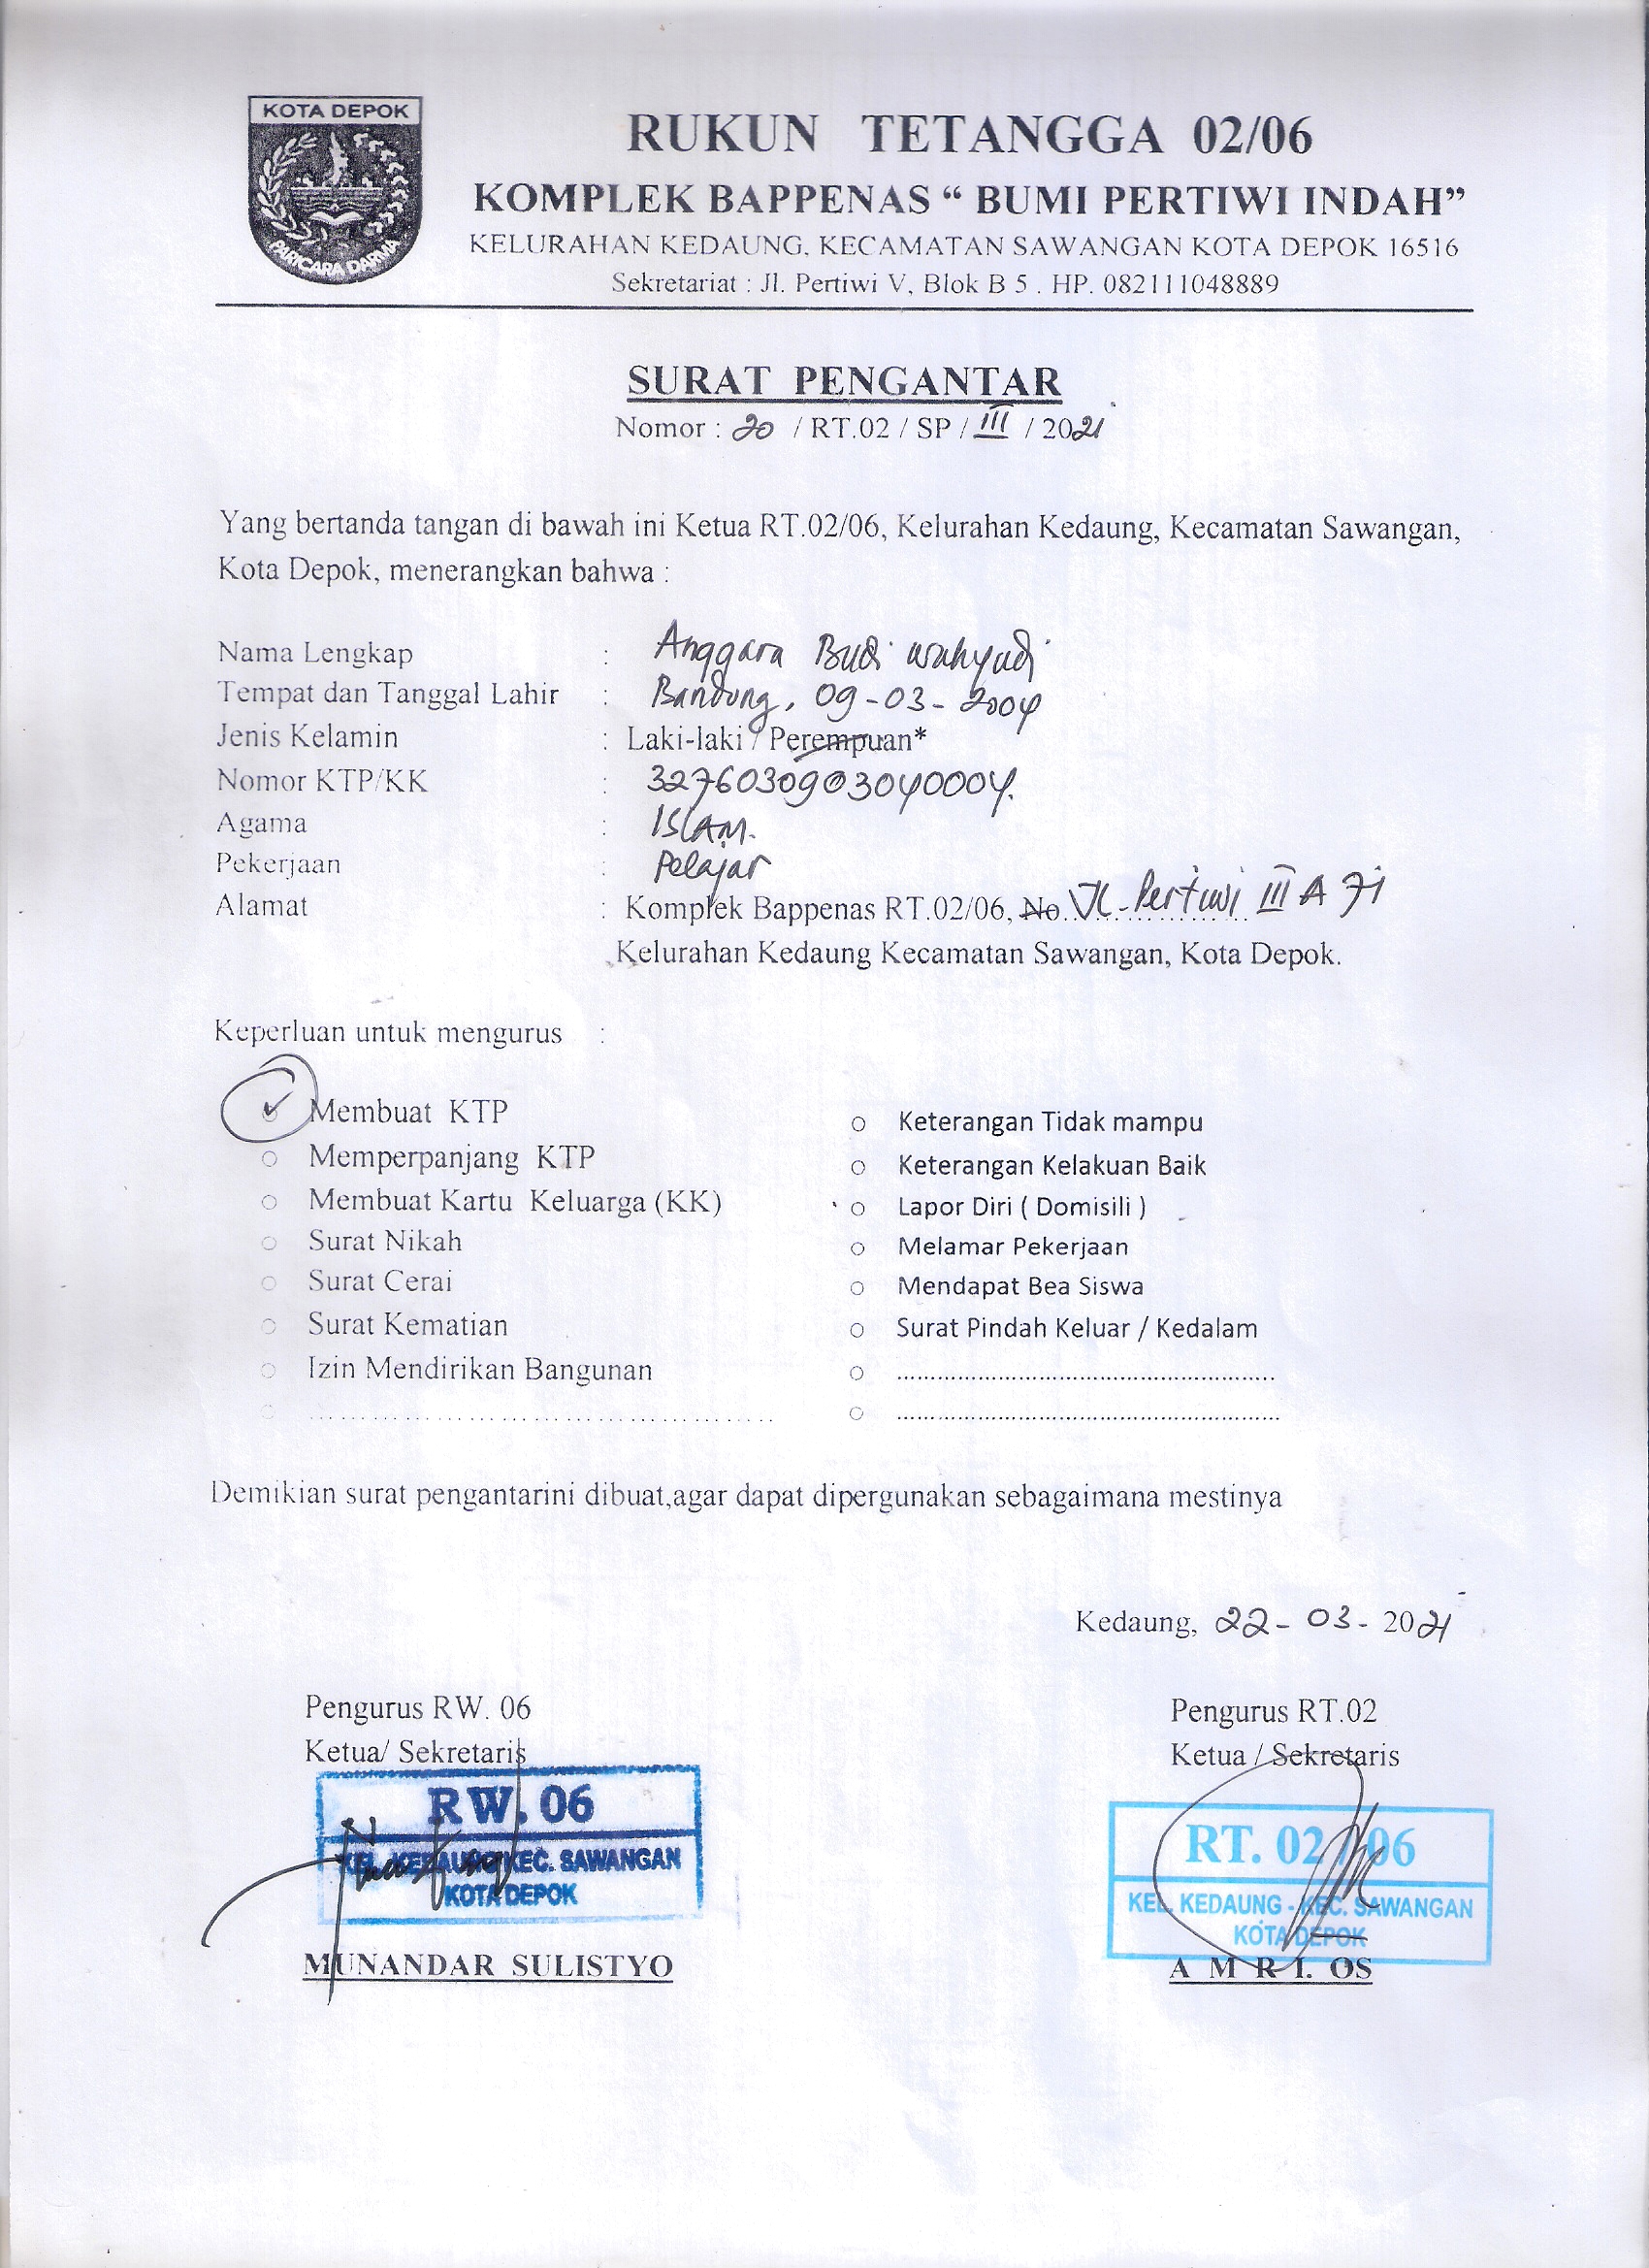 KOTA DEPOK
PARICARA DARMA
RUKUN TETANGGA 02/06
KOMPLEK BAPPENAS “ BUMI PERTIWI INDAH”
KELURAHAN KEDAUNG, KECAMATAN SAWANGAN KOTA DEPOK 16516
Sekretariat : Jl. Pertiwi V, Blok B 5 . HP. 082111048889
SURAT PENGANTAR
Nomor : 20 / RT.02 / SP / III / 2021
Yang bertanda tangan di bawah ini Ketua RT.02/06, Kelurahan Kedaung, Kecamatan Sawangan,
Kota Depok, menerangkan bahwa :
Nama Lengkap : Anggara Budi Wahyudi
Tempat dan Tanggal Lahir : Bandung, 09-03-2004
Jenis Kelamin : Laki-laki / Perempuan*
Nomor KTP/KK : 3276030903040004.
Agama : ISLAM.
Pekerjaan : Pelajar
Alamat : Komplek Bappenas RT.02/06, No Jl. Pertiwi III A 71
Kelurahan Kedaung Kecamatan Sawangan, Kota Depok.
Keperluan untuk mengurus :
✓ Membuat KTP
○ Memperpanjang KTP
○ Membuat Kartu Keluarga (KK)
○ Surat Nikah
○ Surat Cerai
○ Surat Kematian
○ Izin Mendirikan Bangunan
○ ........................................
○ Keterangan Tidak mampu
○ Keterangan Kelakuan Baik
○ Lapor Diri ( Domisili )
○ Melamar Pekerjaan
○ Mendapat Bea Siswa
○ Surat Pindah Keluar / Kedalam
○ ........................................
○ ........................................
Demikian surat pengantarini dibuat,agar dapat dipergunakan sebagaimana mestinya
Kedaung, 22-03-2021
Pengurus RW. 06
Ketua/ Sekretaris
RW. 06
KEL. KEDAUNG KEC. SAWANGAN
KOTA DEPOK
MUNANDAR SULISTYO
Pengurus RT.02
Ketua / Sekretaris
RT. 02 / 06
KEL. KEDAUNG - KEC. SAWANGAN
KOTA DEPOK
A M R I. OS